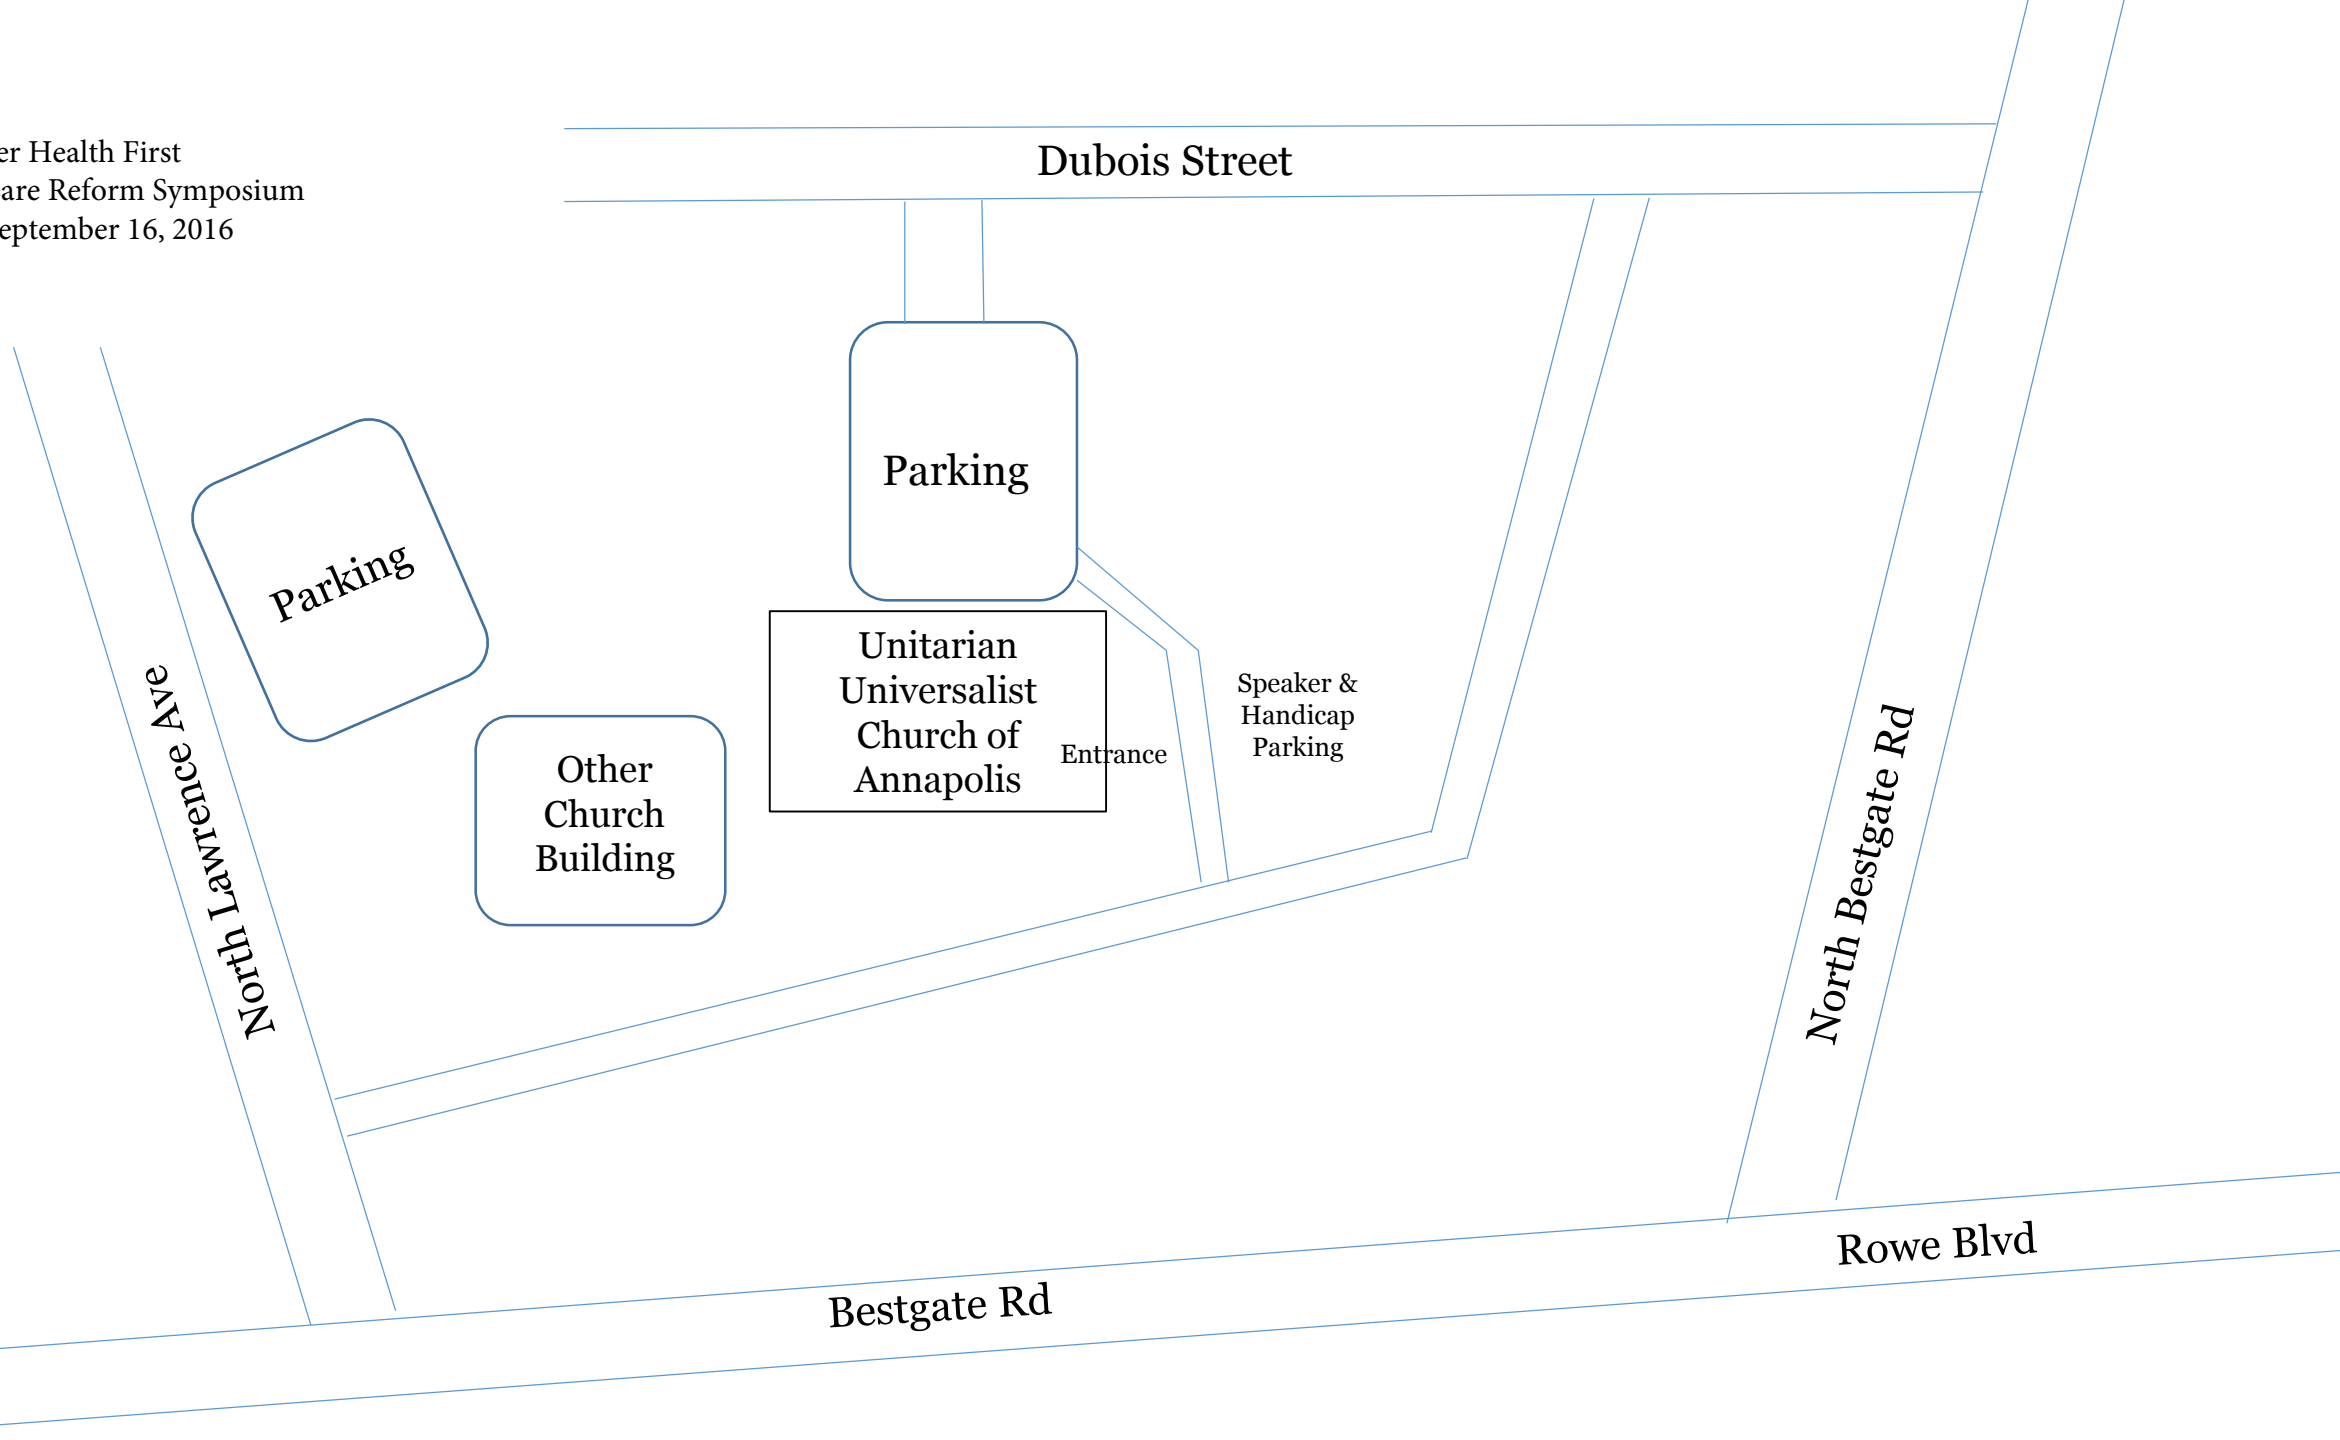 er Health First
are Reform Symposium
eptember 16, 2016
Dubois Street
Parking
Parking
Unitarian
Universalist
Church of
Annapolis
Entrance
Speaker &
Handicap
Parking
Other
Church
Building
North Lawrence Ave
North Bestgate Rd
Rowe Blvd
Bestgate Rd